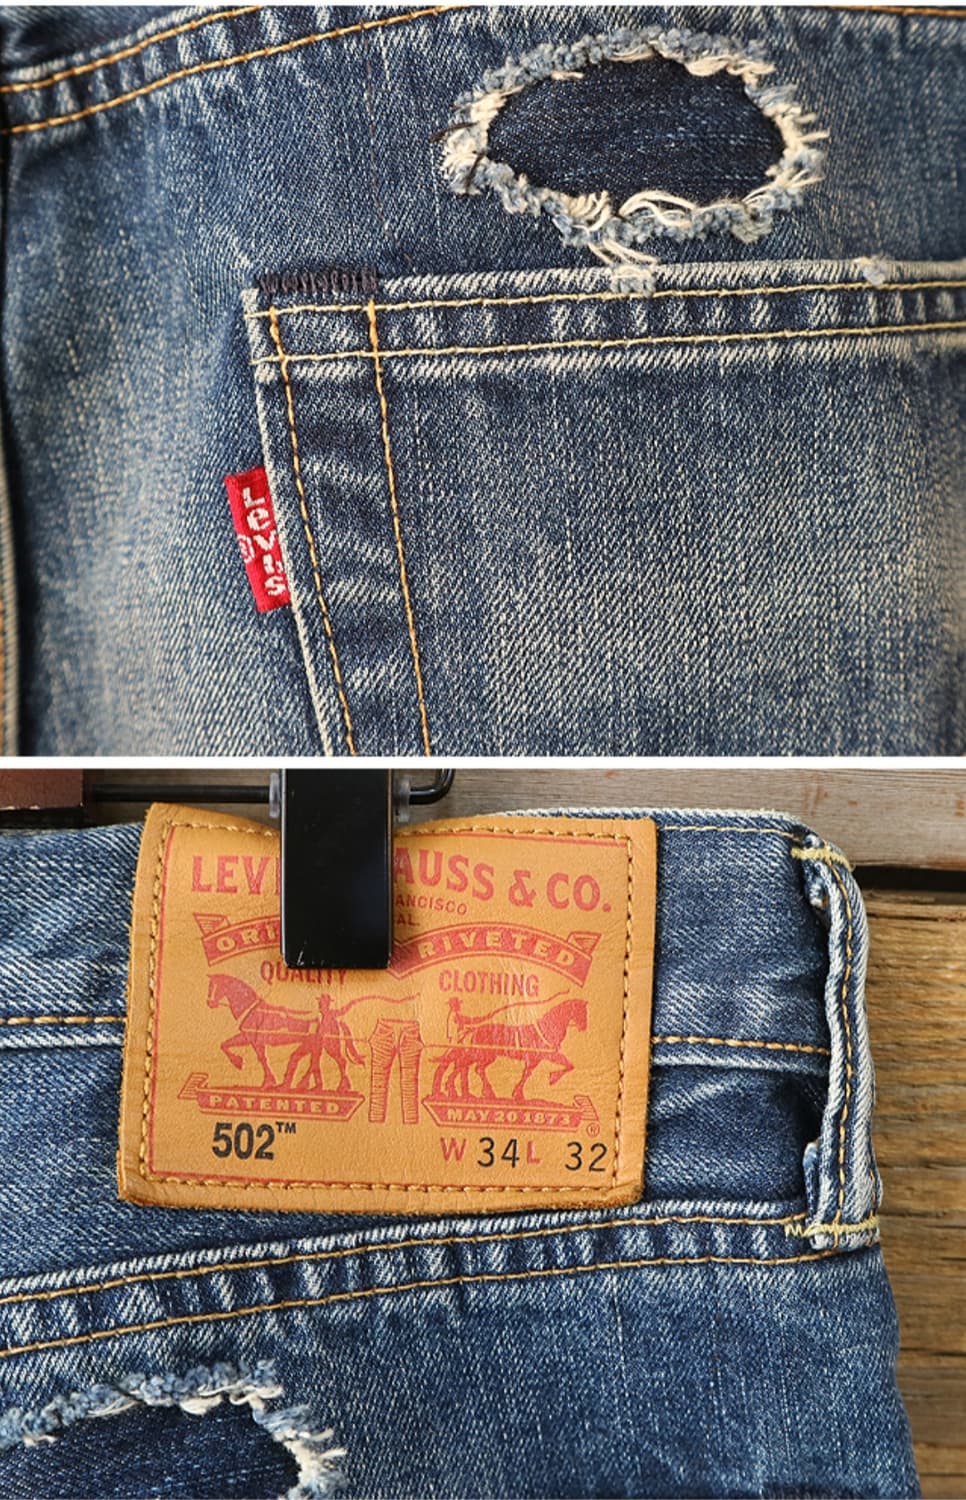 Levi's
®
LEVI AUSS & CO.
ANCISCO
AL.
ORI RIVETED
QUALITY CLOTHING
PATENTED MAY 20 1873
®
502™ W 34 L 32